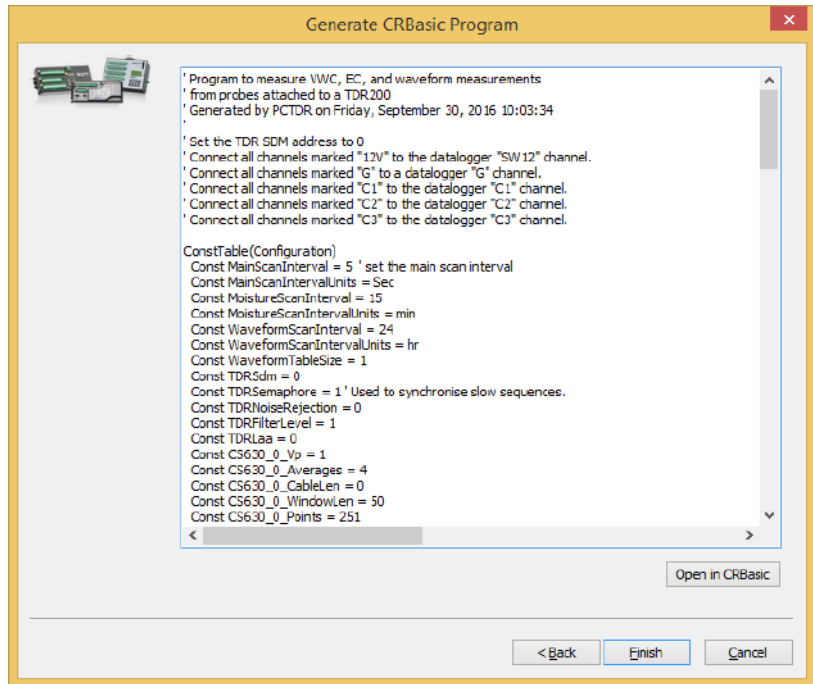 Generate CRBasic Program
' Program to measure VWC, EC, and waveform measurements
' from probes attached to a TDR200
' Generated by PCTDR on Friday, September 30, 2016 10:03:34
'
' Set the TDR SDM address to 0
' Connect all channels marked "12V" to the datalogger "SW12" channel.
' Connect all channels marked "G" to a datalogger "G" channel.
' Connect all channels marked "C1" to the datalogger "C1" channel.
' Connect all channels marked "C2" to the datalogger "C2" channel.
' Connect all channels marked "C3" to the datalogger "C3" channel.
ConstTable(Configuration)
Const MainScanInterval = 5 ' set the main scan interval
Const MainScanIntervalUnits = Sec
Const MoistureScanInterval = 15
Const MoistureScanIntervalUnits = min
Const WaveformScanInterval = 24
Const WaveformScanIntervalUnits = hr
Const WaveformTableSize = 1
Const TDRSdm = 0
Const TDRSemaphore = 1 ' Used to synchronise slow sequences.
Const TDRNoiseRejection = 0
Const TDRFilterLevel = 1
Const TDRLaa = 0
Const CS630_0_Vp = 1
Const CS630_0_Averages = 4
Const CS630_0_CableLen = 0
Const CS630_0_WindowLen = 50
Const CS630_0_Points = 251
Open in CRBasic
< Back
Finish
Cancel